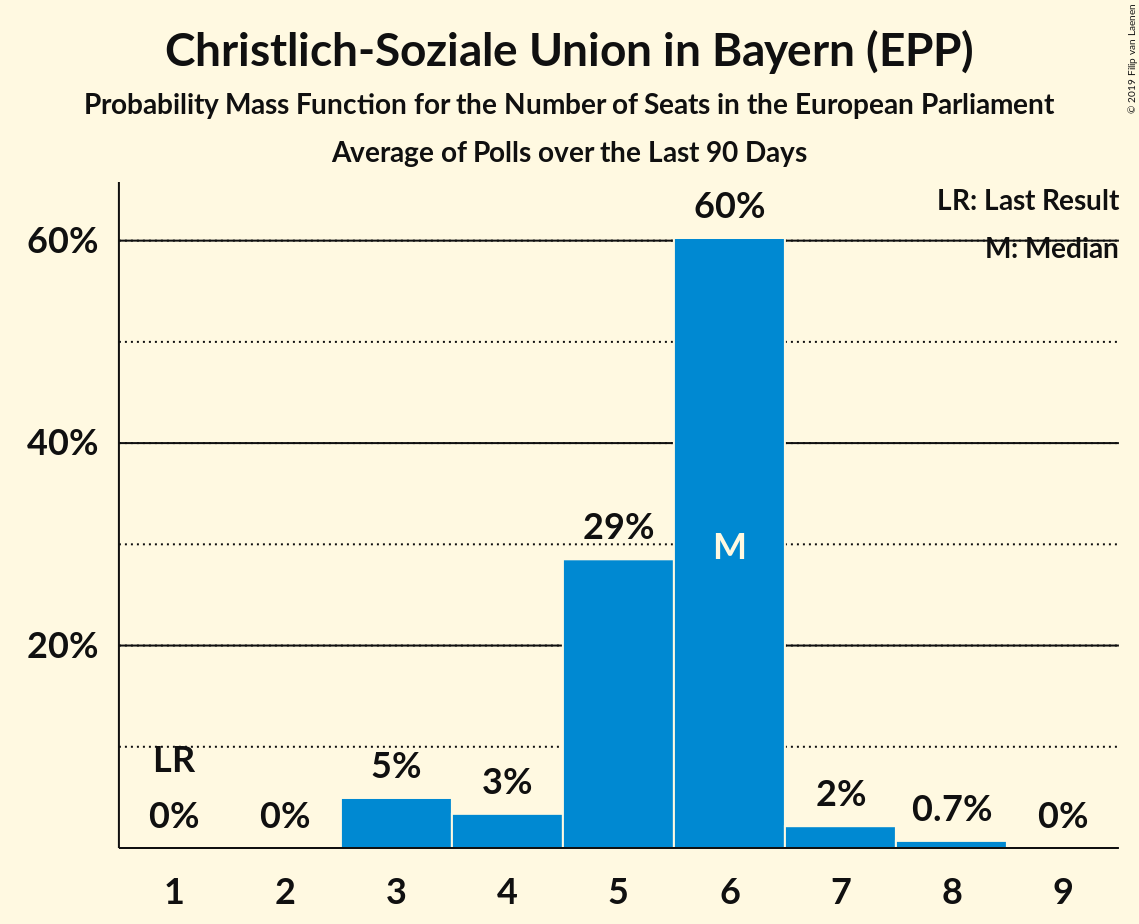 Christlich-Soziale Union in Bayern (EPP)
Probability Mass Function for the Number of Seats in the European Parliament
Average of Polls over the Last 90 Days
© 2019 Filip van Laenen
LR: Last Result
M: Median
60%
40%
20%
LR
0%
0%
5%
3%
29%
60%
M
2%
0.7%
0%
1 2 3 4 5 6 7 8 9